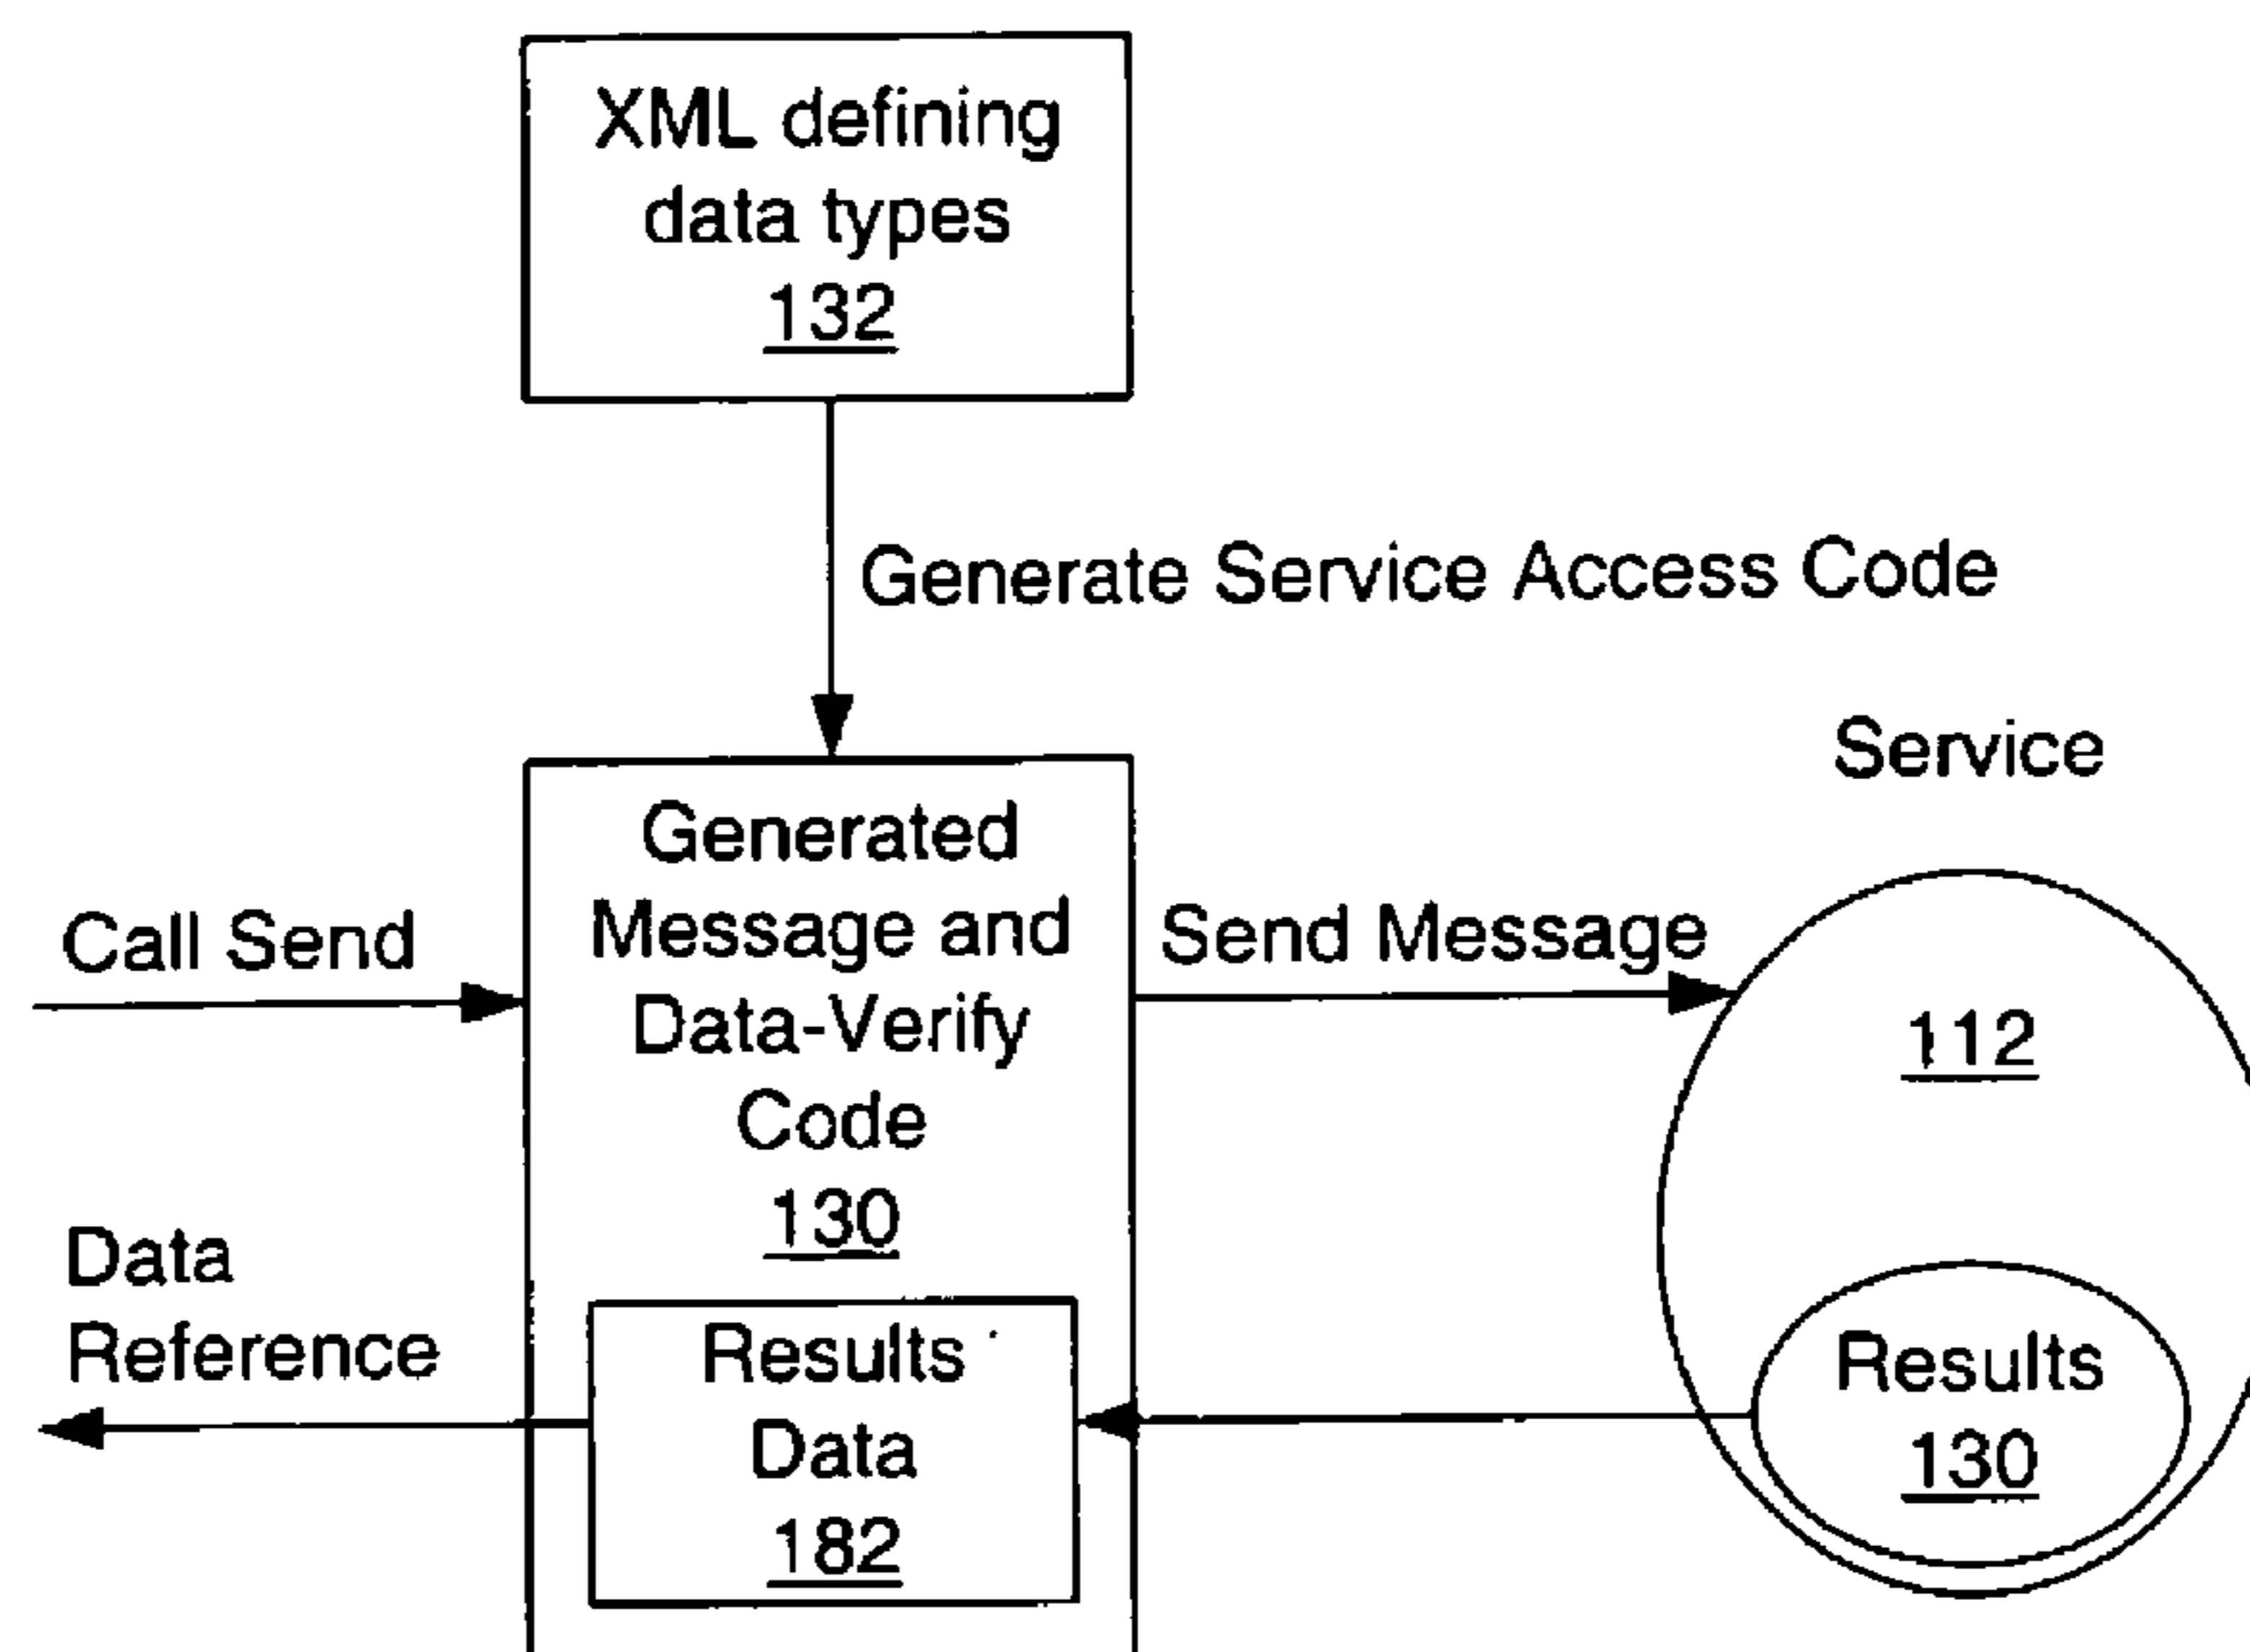 XML defining
data types
132
Generate Service Access Code
Service
Generated
Message and
Data-Verify
Code
130
Call Send
Send Message
112
Data
Reference
Results
Data
182
Results
130